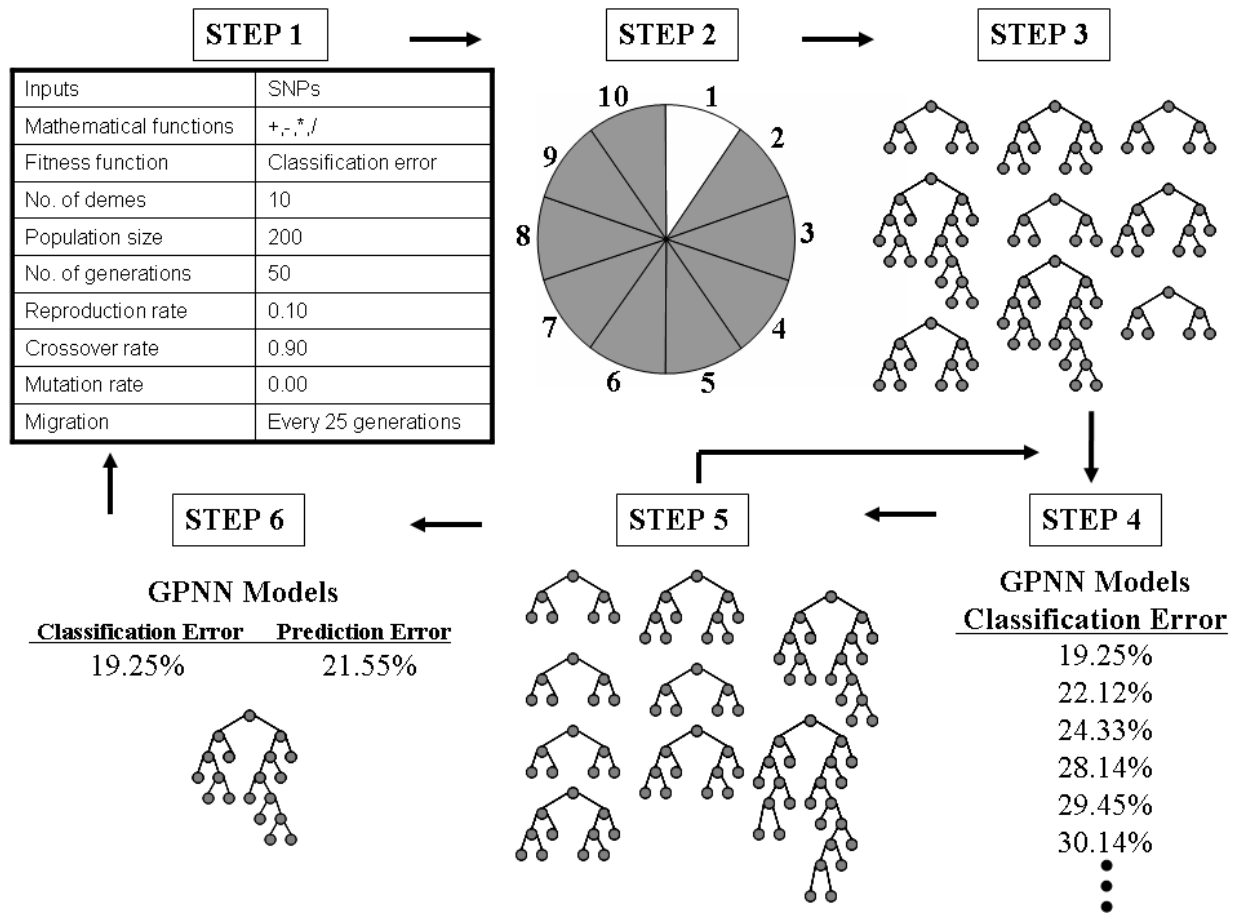 STEP 1
STEP 2
STEP 3
Inputs SNPs
Mathematical functions +,-,*,/
Fitness function Classification error
No. of demes 10
Population size 200
No. of generations 50
Reproduction rate 0.10
Crossover rate 0.90
Mutation rate 0.00
Migration Every 25 generations
10 1
9 2
8 3
7 4
6 5
STEP 6
STEP 5
STEP 4
GPNN Models
Classification Error Prediction Error
19.25% 21.55%
GPNN Models
Classification Error
19.25%
22.12%
24.33%
28.14%
29.45%
30.14%